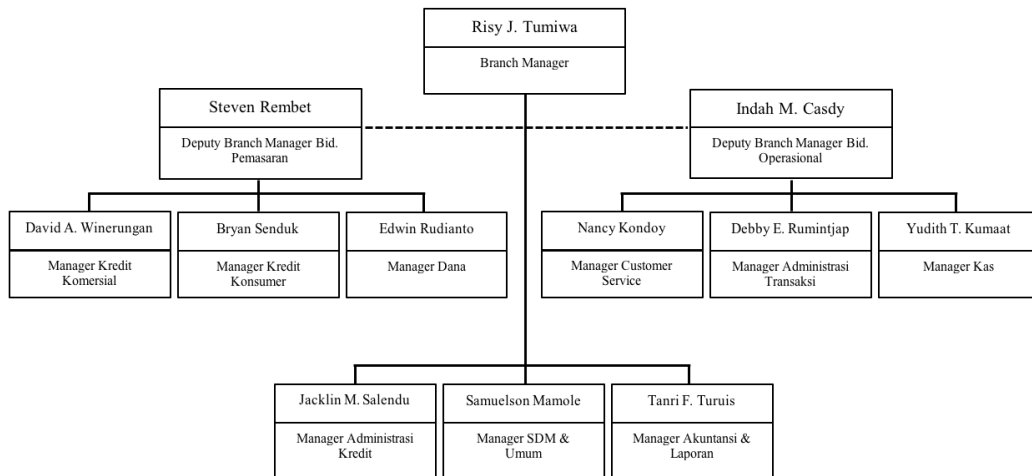 Risy J. Tumiwa
Branch Manager
Steven Rembet
Deputy Branch Manager Bid.
Pemasaran
Indah M. Casdy
Deputy Branch Manager Bid.
Operasional
David A. Winerungan
Manager Kredit
Komersial
Bryan Senduk
Manager Kredit
Konsumer
Edwin Rudianto
Manager Dana
Nancy Kondoy
Manager Customer
Service
Debby E. Rumintjap
Manager Administrasi
Transaksi
Yudith T. Kumaat
Manager Kas
Jacklin M. Salendu
Manager Administrasi
Kredit
Samuelson Mamole
Manager SDM &
Umum
Tanri F. Turuis
Manager Akuntansi &
Laporan